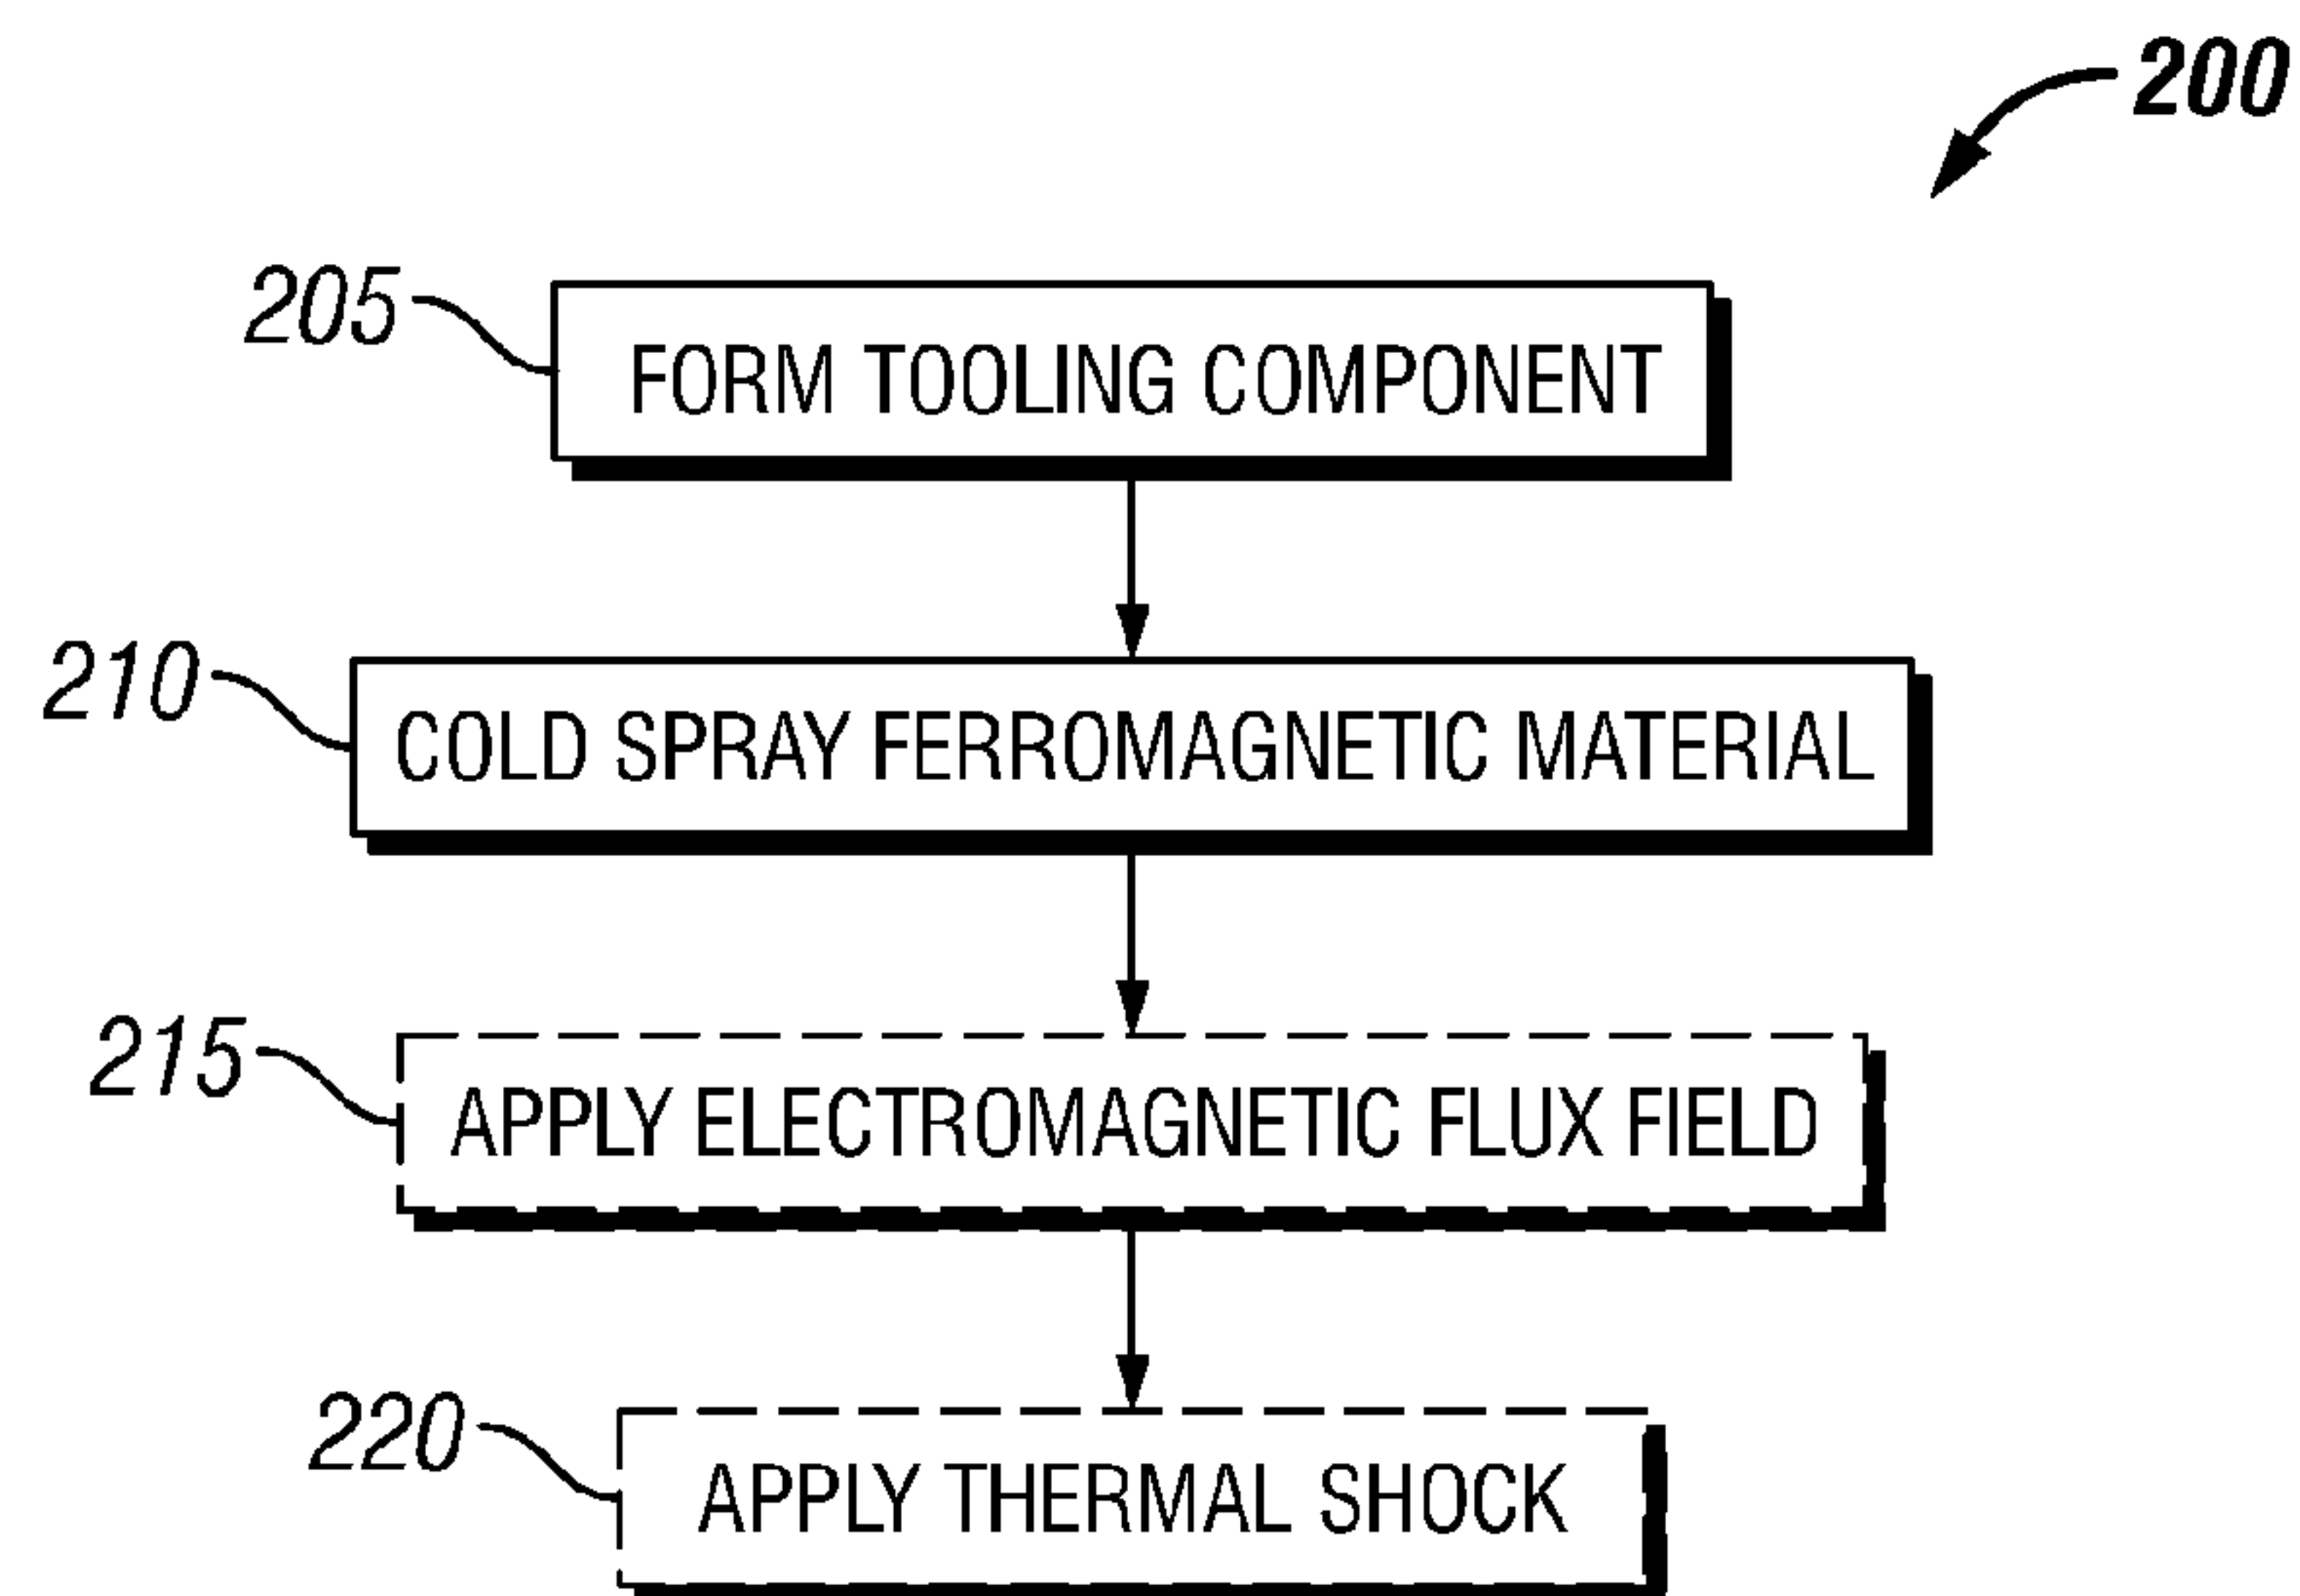 200
205
FORM TOOLING COMPONENT
210
COLD SPRAY FERROMAGNETIC MATERIAL
215
APPLY ELECTROMAGNETIC FLUX FIELD
220
APPLY THERMAL SHOCK